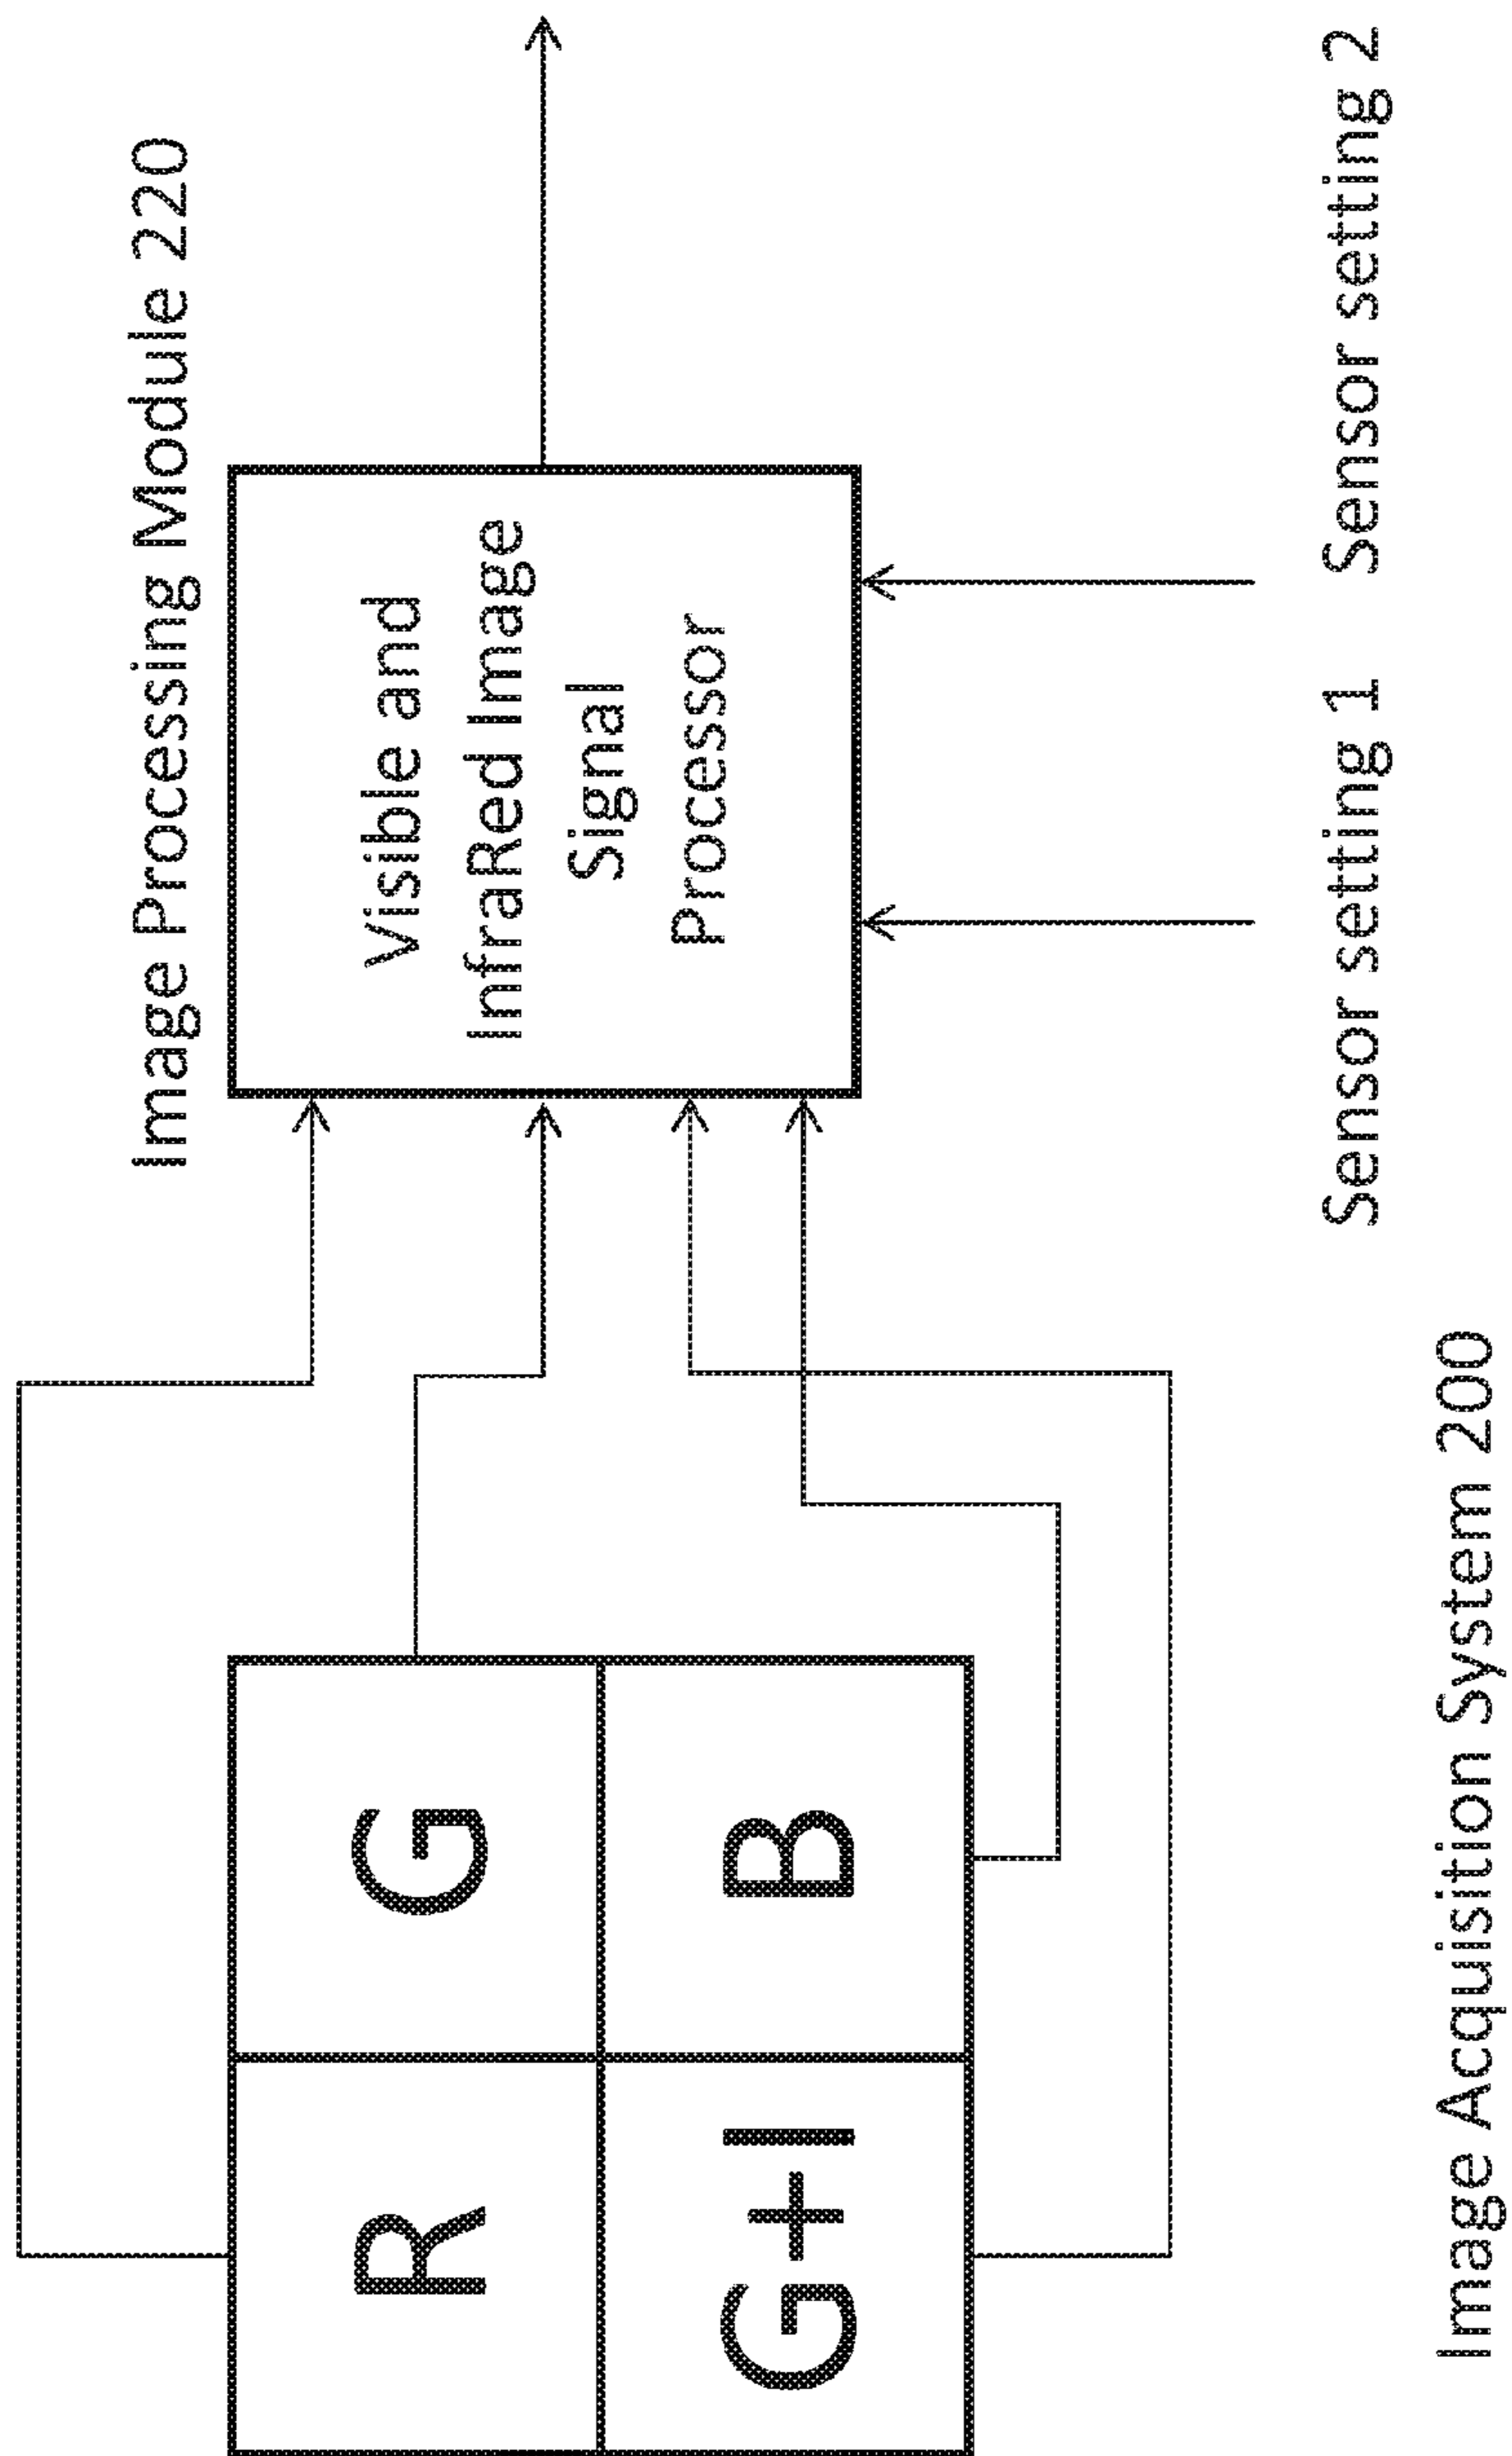 Image Processing Module 220
R
G
G+I
B
Visible and
InfraRed Image
Signal
Processor
Sensor setting 1
Sensor setting 2
Image Acquisition System 200